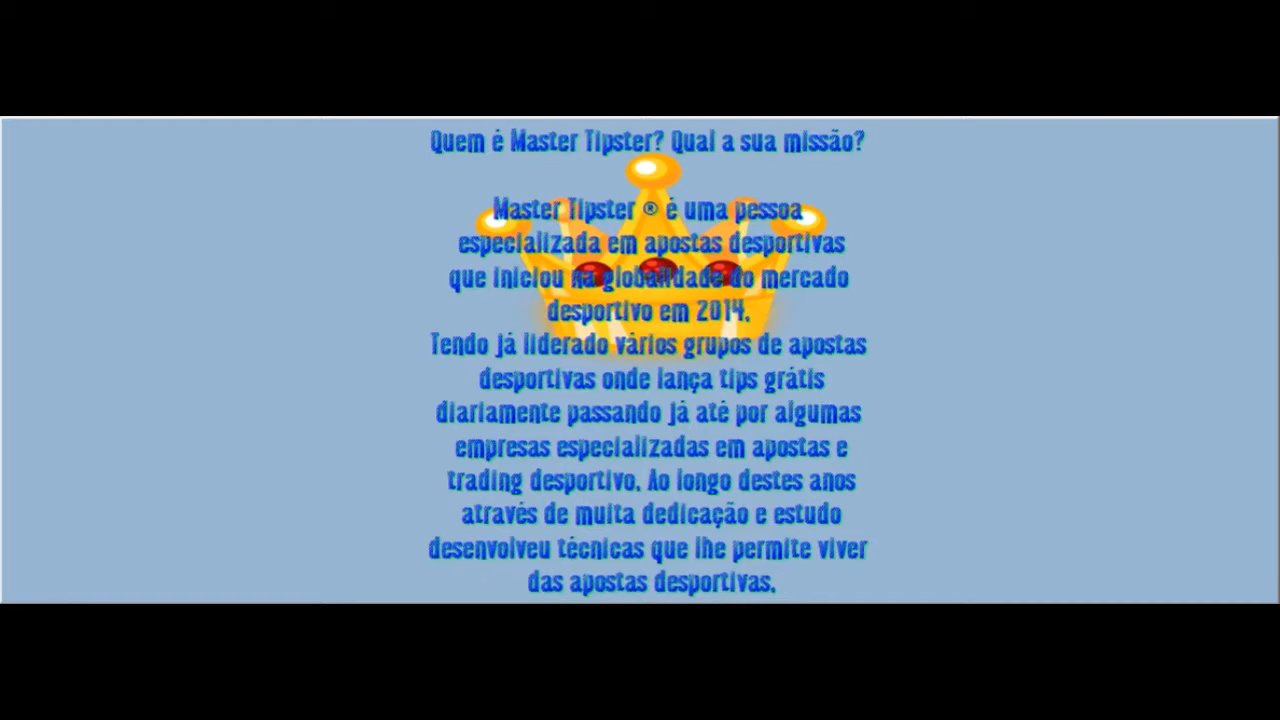 Quem é Master Tipster? Qual a sua missão?
Master Tipster ® é uma pessoa
especializada em apostas desportivas
que iniciou na globalidade do mercado
desportivo em 2014.
Tendo já liderado vários grupos de apostas
desportivas onde lança tips grátis
diariamente passando já até por algumas
empresas especializadas em apostas e
trading desportivo. Ao longo destes anos
através de muita dedicação e estudo
desenvolveu técnicas que lhe permite viver
das apostas desportivas.